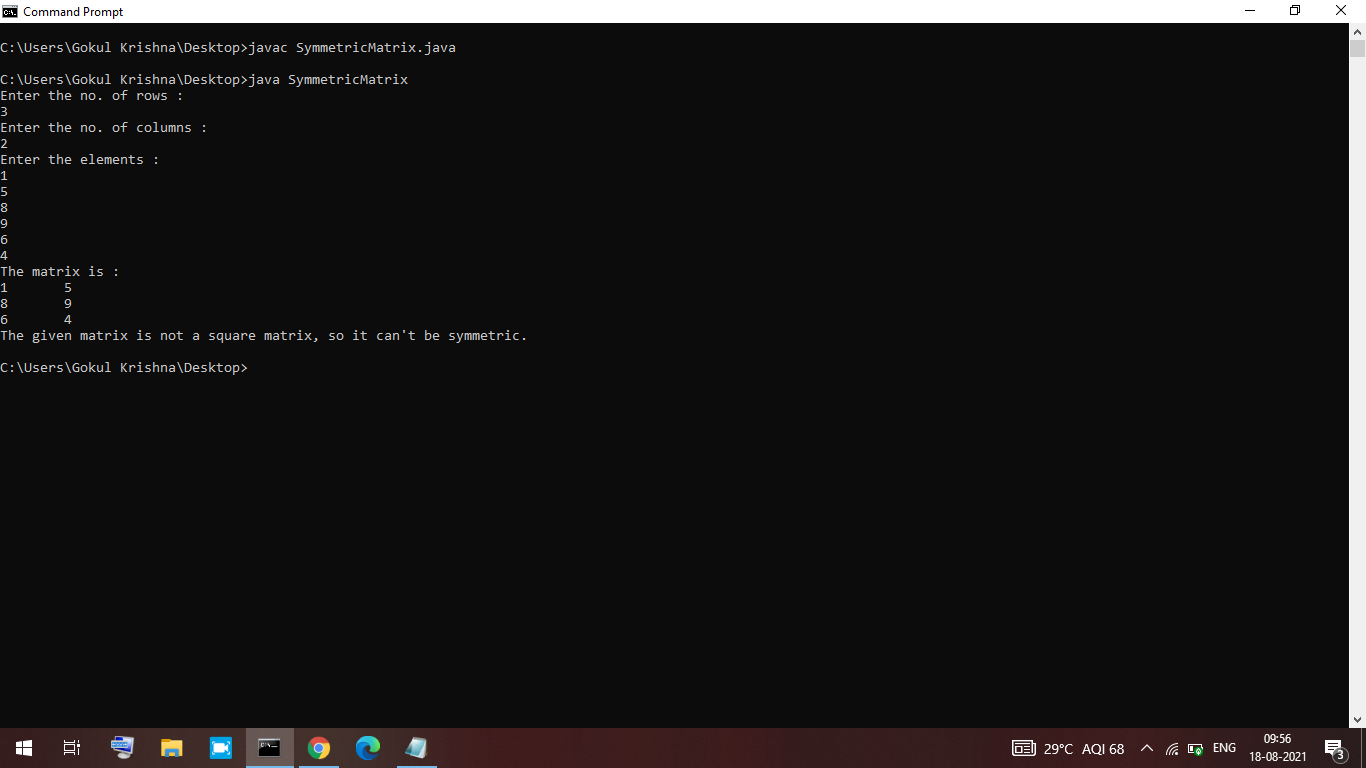 Command Prompt
C:\Users\Gokul Krishna\Desktop>javac SymmetricMatrix.java
C:\Users\Gokul Krishna\Desktop>java SymmetricMatrix
Enter the no. of rows :
3
Enter the no. of columns :
2
Enter the elements :
1
5
8
9
6
4
The matrix is :
1 5
8 9
6 4
The given matrix is not a square matrix, so it can't be symmetric.
C:\Users\Gokul Krishna\Desktop>
29°C AQI 68 ENG 09:56
18-08-2021 3